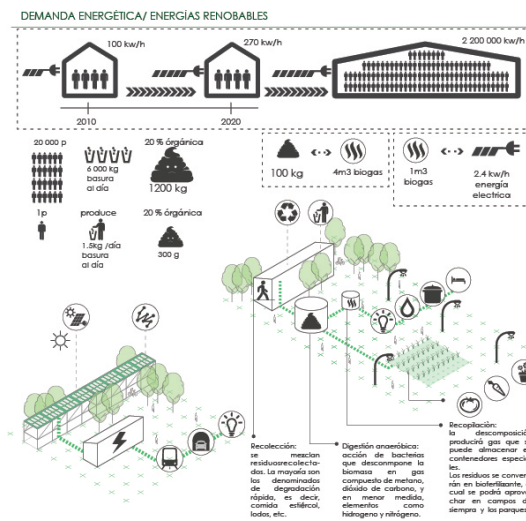 DEMANDA ENERGÉTICA/ ENERGÍAS RENOBABLES
100 kw/h
270 kw/h
2 200 000 kw/h
2010
2020
20 000 p
6 000 kg
basura
al día
20 % órgánica
1200 kg
1p
produce
1.5kg /día
basura
al día
20 % órgánica
300 g
100 kg
4m3 biogas
1m3
biogas
2.4 kw/h
energía
electrica
Recolección:
se mezclan
residuosrecolecta-
dos. La mayoría son
los denominados
de degradación
rápida, es decir,
comida estiércol,
lodos, etc.
Digestión anaeróbica:
acción de bacterias
que descomponen la
biomasa en gas
compuesto de metano,
dióxido de carbono, y
en menor medida,
elementos como
hidrogeno y nitrógeno.
Recopilación:
la descomposició
producirá gas que s
puede almacenar e
contenedores especia
les.
Los residuos se conver
rán en biofertilizante,
cual se podrá aprov
char en campos d
siempra y los parque